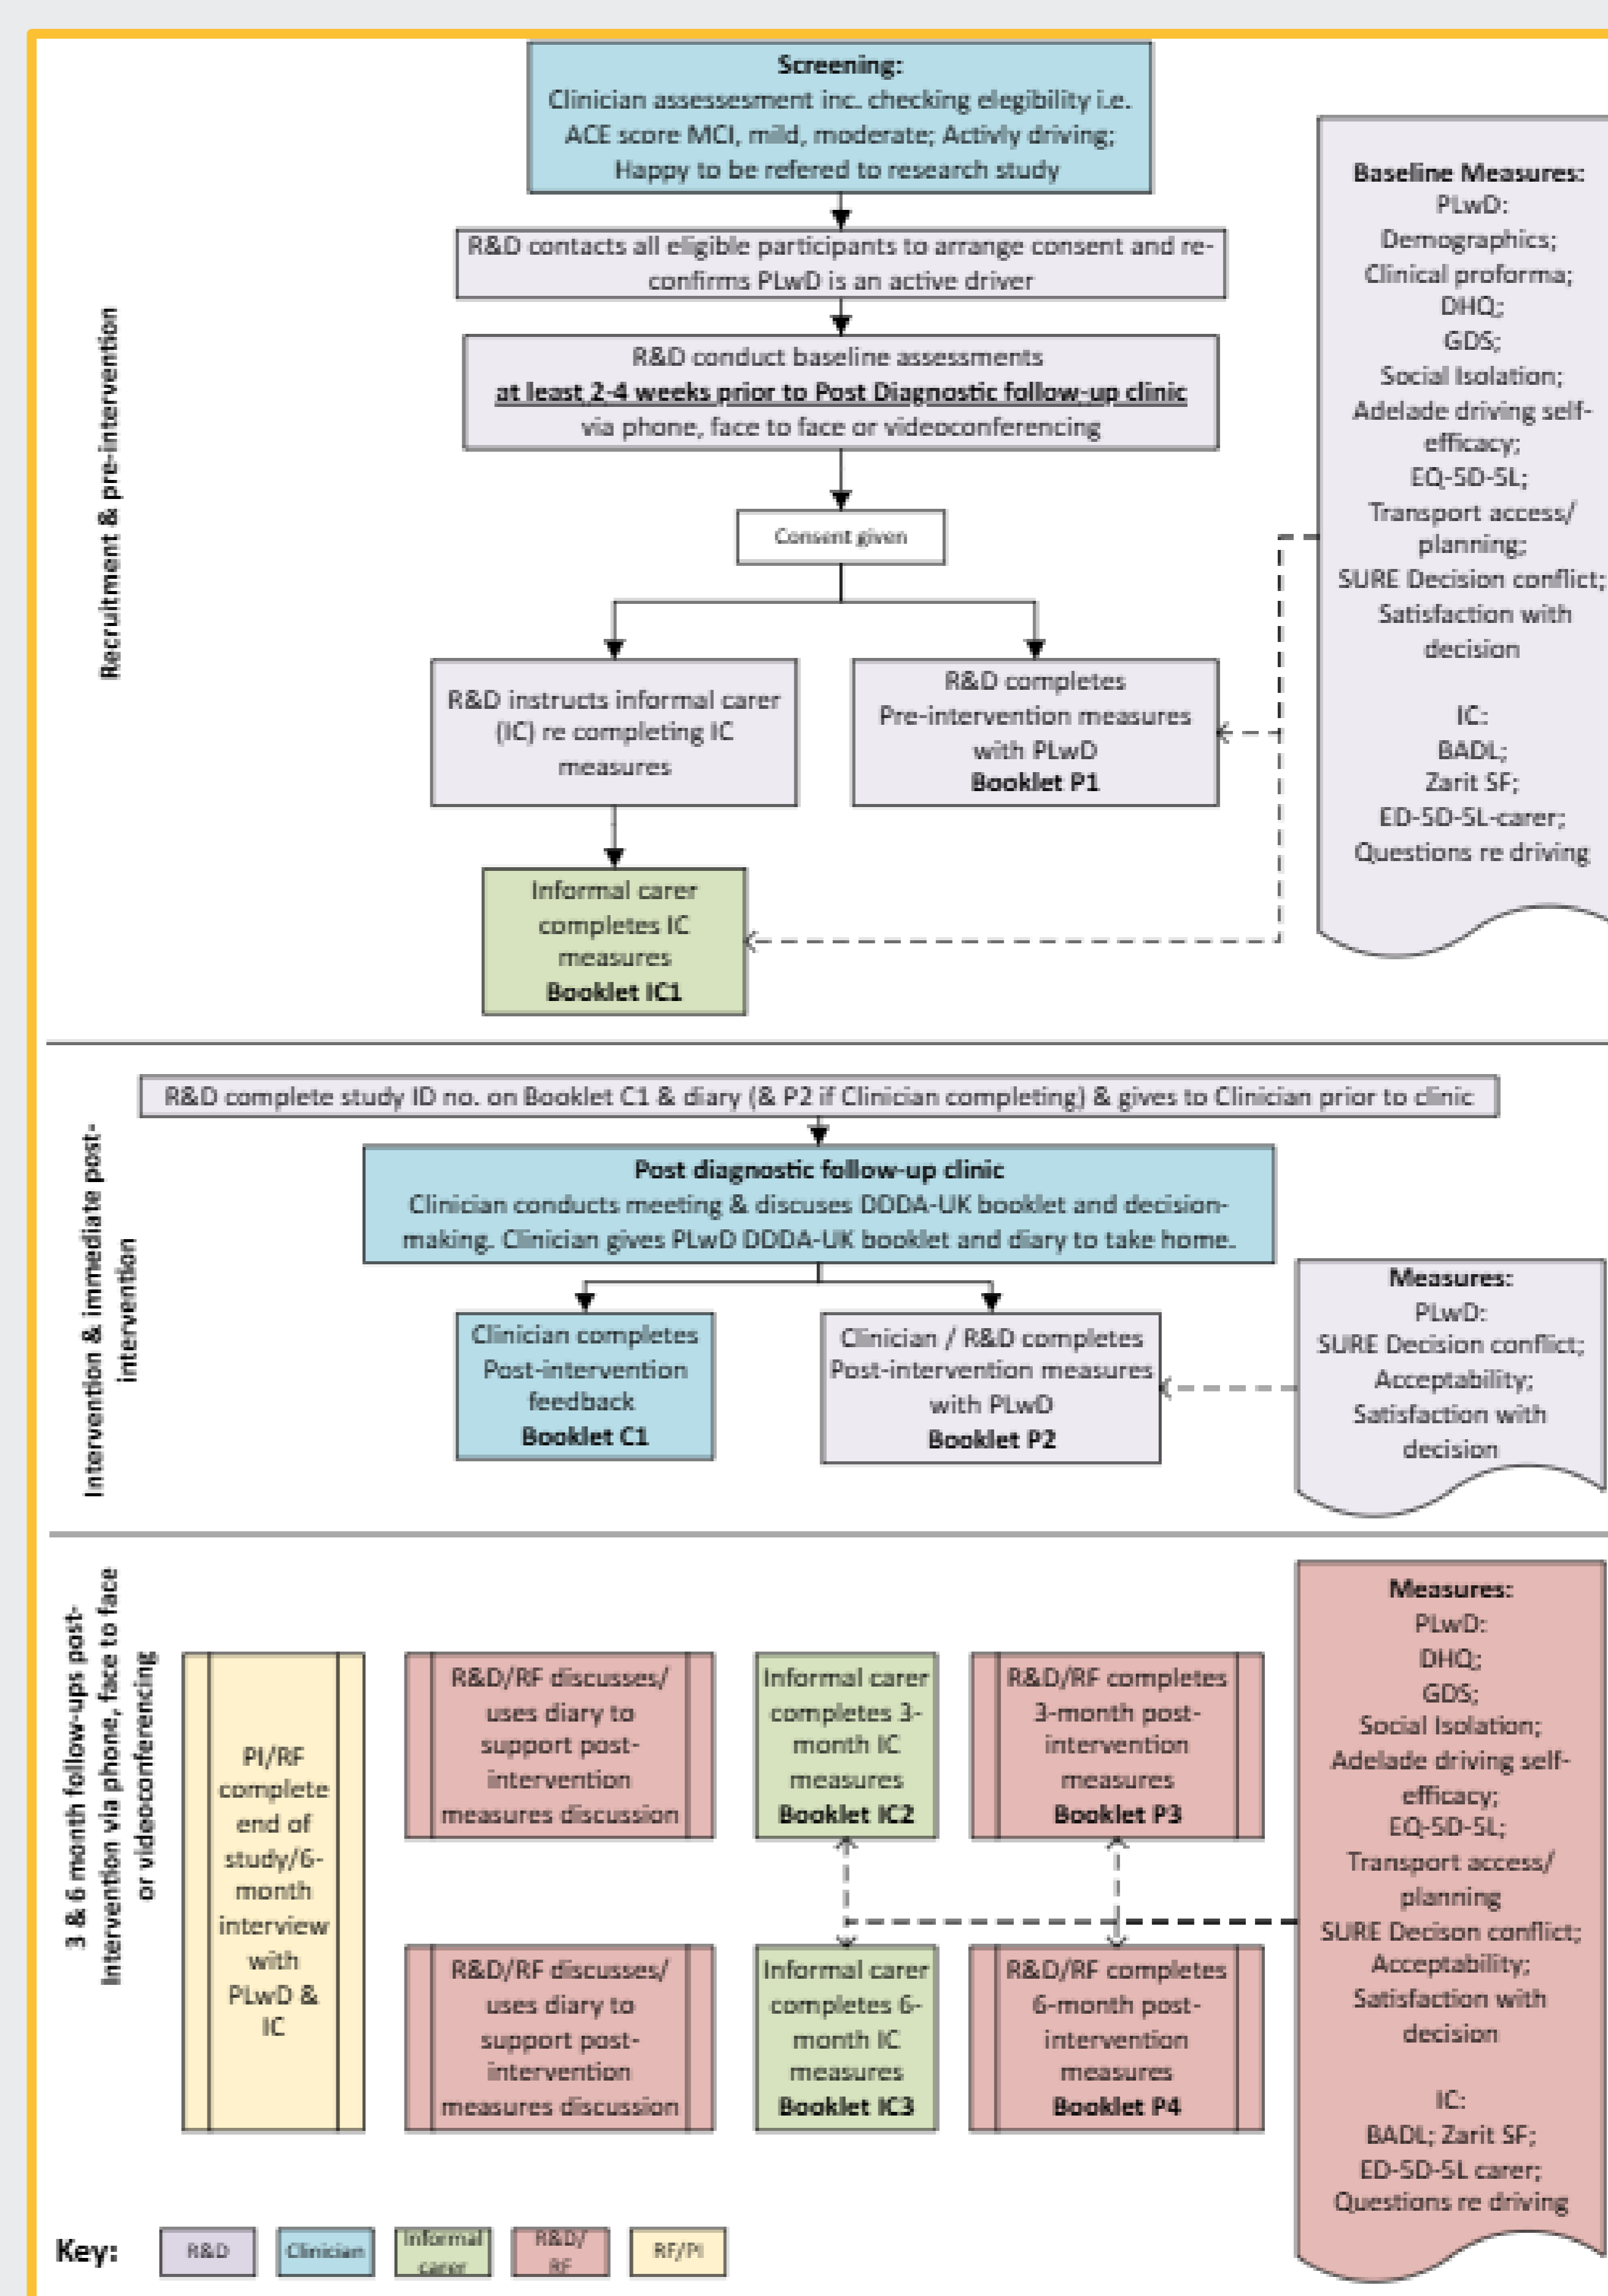 Screening:
Clinician assessesment inc. checking elegibility i.e.
ACE score MCI, mild, moderate; Activly driving;
Happy to be refered to research study
R&D contacts all eligible participants to arrange consent and re-
confirms PLwD is an active driver
R&D conduct baseline assessments
at least 2-4 weeks prior to Post Diagnostic follow-up clinic
via phone, face to face or videoconferencing
Consent given
R&D instructs informal carer
(IC) re completing IC
measures
R&D completes
Pre-intervention measures
with PLwD
Booklet P1
Informal carer
completes IC
measures
Booklet IC1
Baseline Measures:
PLwD:
Demographics;
Clinical proforma;
DHQ;
GDS;
Social Isolation;
Adelade driving self-
efficacy;
EQ-5D-5L;
Transport access/
planning;
SURE Decision conflict;
Satisfaction with
decision
IC:
BADL;
Zarit SF;
ED-5D-5L-carer;
Questions re driving
Recruitment & pre-intervention
R&D complete study ID no. on Booklet C1 & diary (& P2 if Clinician completing) & gives to Clinician prior to clinic
Post diagnostic follow-up clinic
Clinician conducts meeting & discuses DDDA-UK booklet and decision-
making. Clinician gives PLwD DDDA-UK booklet and diary to take home.
Clinician completes
Post-intervention
feedback
Booklet C1
Clinician / R&D completes
Post-intervention measures
with PLwD
Booklet P2
Measures:
PLwD:
SURE Decision conflict;
Acceptability;
Satisfaction with
decision
Intervention & immediate post-
intervention
3 & 6 month follow-ups post-
Intervention via phone, face to face
or videoconferencing
PI/RF
complete
end of
study/6-
month
interview
with
PLwD &
IC
R&D/RF discusses/
uses diary to
support post-
intervention
measures discussion
Informal carer
completes 3-
month IC
measures
Booklet IC2
R&D/RF completes
3-month post-
intervention
measures
Booklet P3
R&D/RF discusses/
uses diary to
support post-
intervention
measures discussion
Informal carer
completes 6-
month IC
measures
Booklet IC3
R&D/RF completes
6-month post-
intervention
measures
Booklet P4
Measures:
PLwD:
DHQ;
GDS;
Social Isolation;
Adelade driving self-
efficacy;
EQ-5D-5L;
Transport access/
planning
SURE Decison conflict;
Acceptability;
Satisfaction with
decision
IC:
BADL; Zarit SF;
ED-5D-5L carer;
Questions re driving
Key:
R&D
Clinician
Informal
carer
R&D/
RF
RF/PI